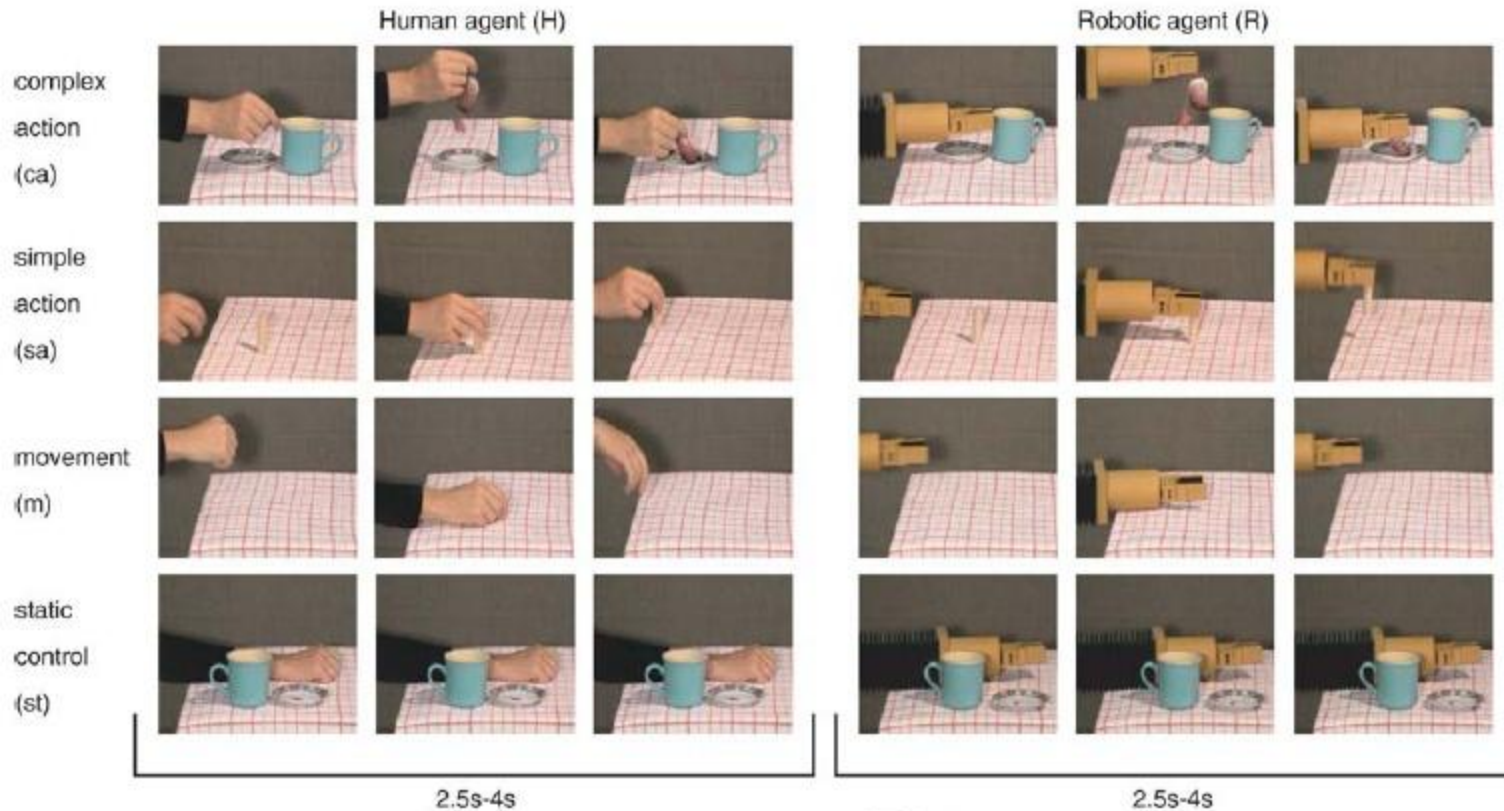 Human agent (H)
Robotic agent (R)
complex
action
(ca)
simple
action
(sa)
movement
(m)
static
control
(st)
2.5s-4s
2.5s-4s